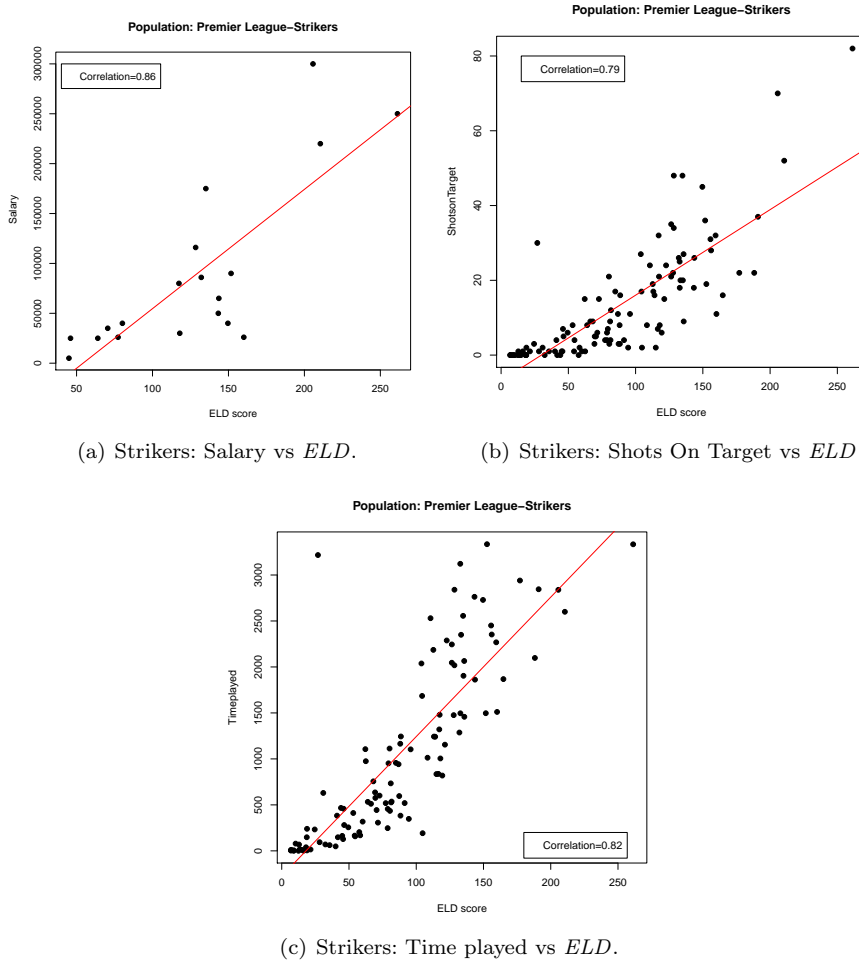 Population: Premier League−Strikers
Correlation=0.86
Salary
0 50000 100000 150000 200000 250000 300000
50 100 150 200 250
ELD score
(a) Strikers: Salary vs ELD.
Population: Premier League−Strikers
Correlation=0.79
ShotsonTarget
0 20 40 60 80
0 50 100 150 200 250
ELD score
(b) Strikers: Shots On Target vs ELD
Population: Premier League−Strikers
Timeplayed
0 500 1000 1500 2000 2500 3000
Correlation=0.82
0 50 100 150 200 250
ELD score
(c) Strikers: Time played vs ELD.